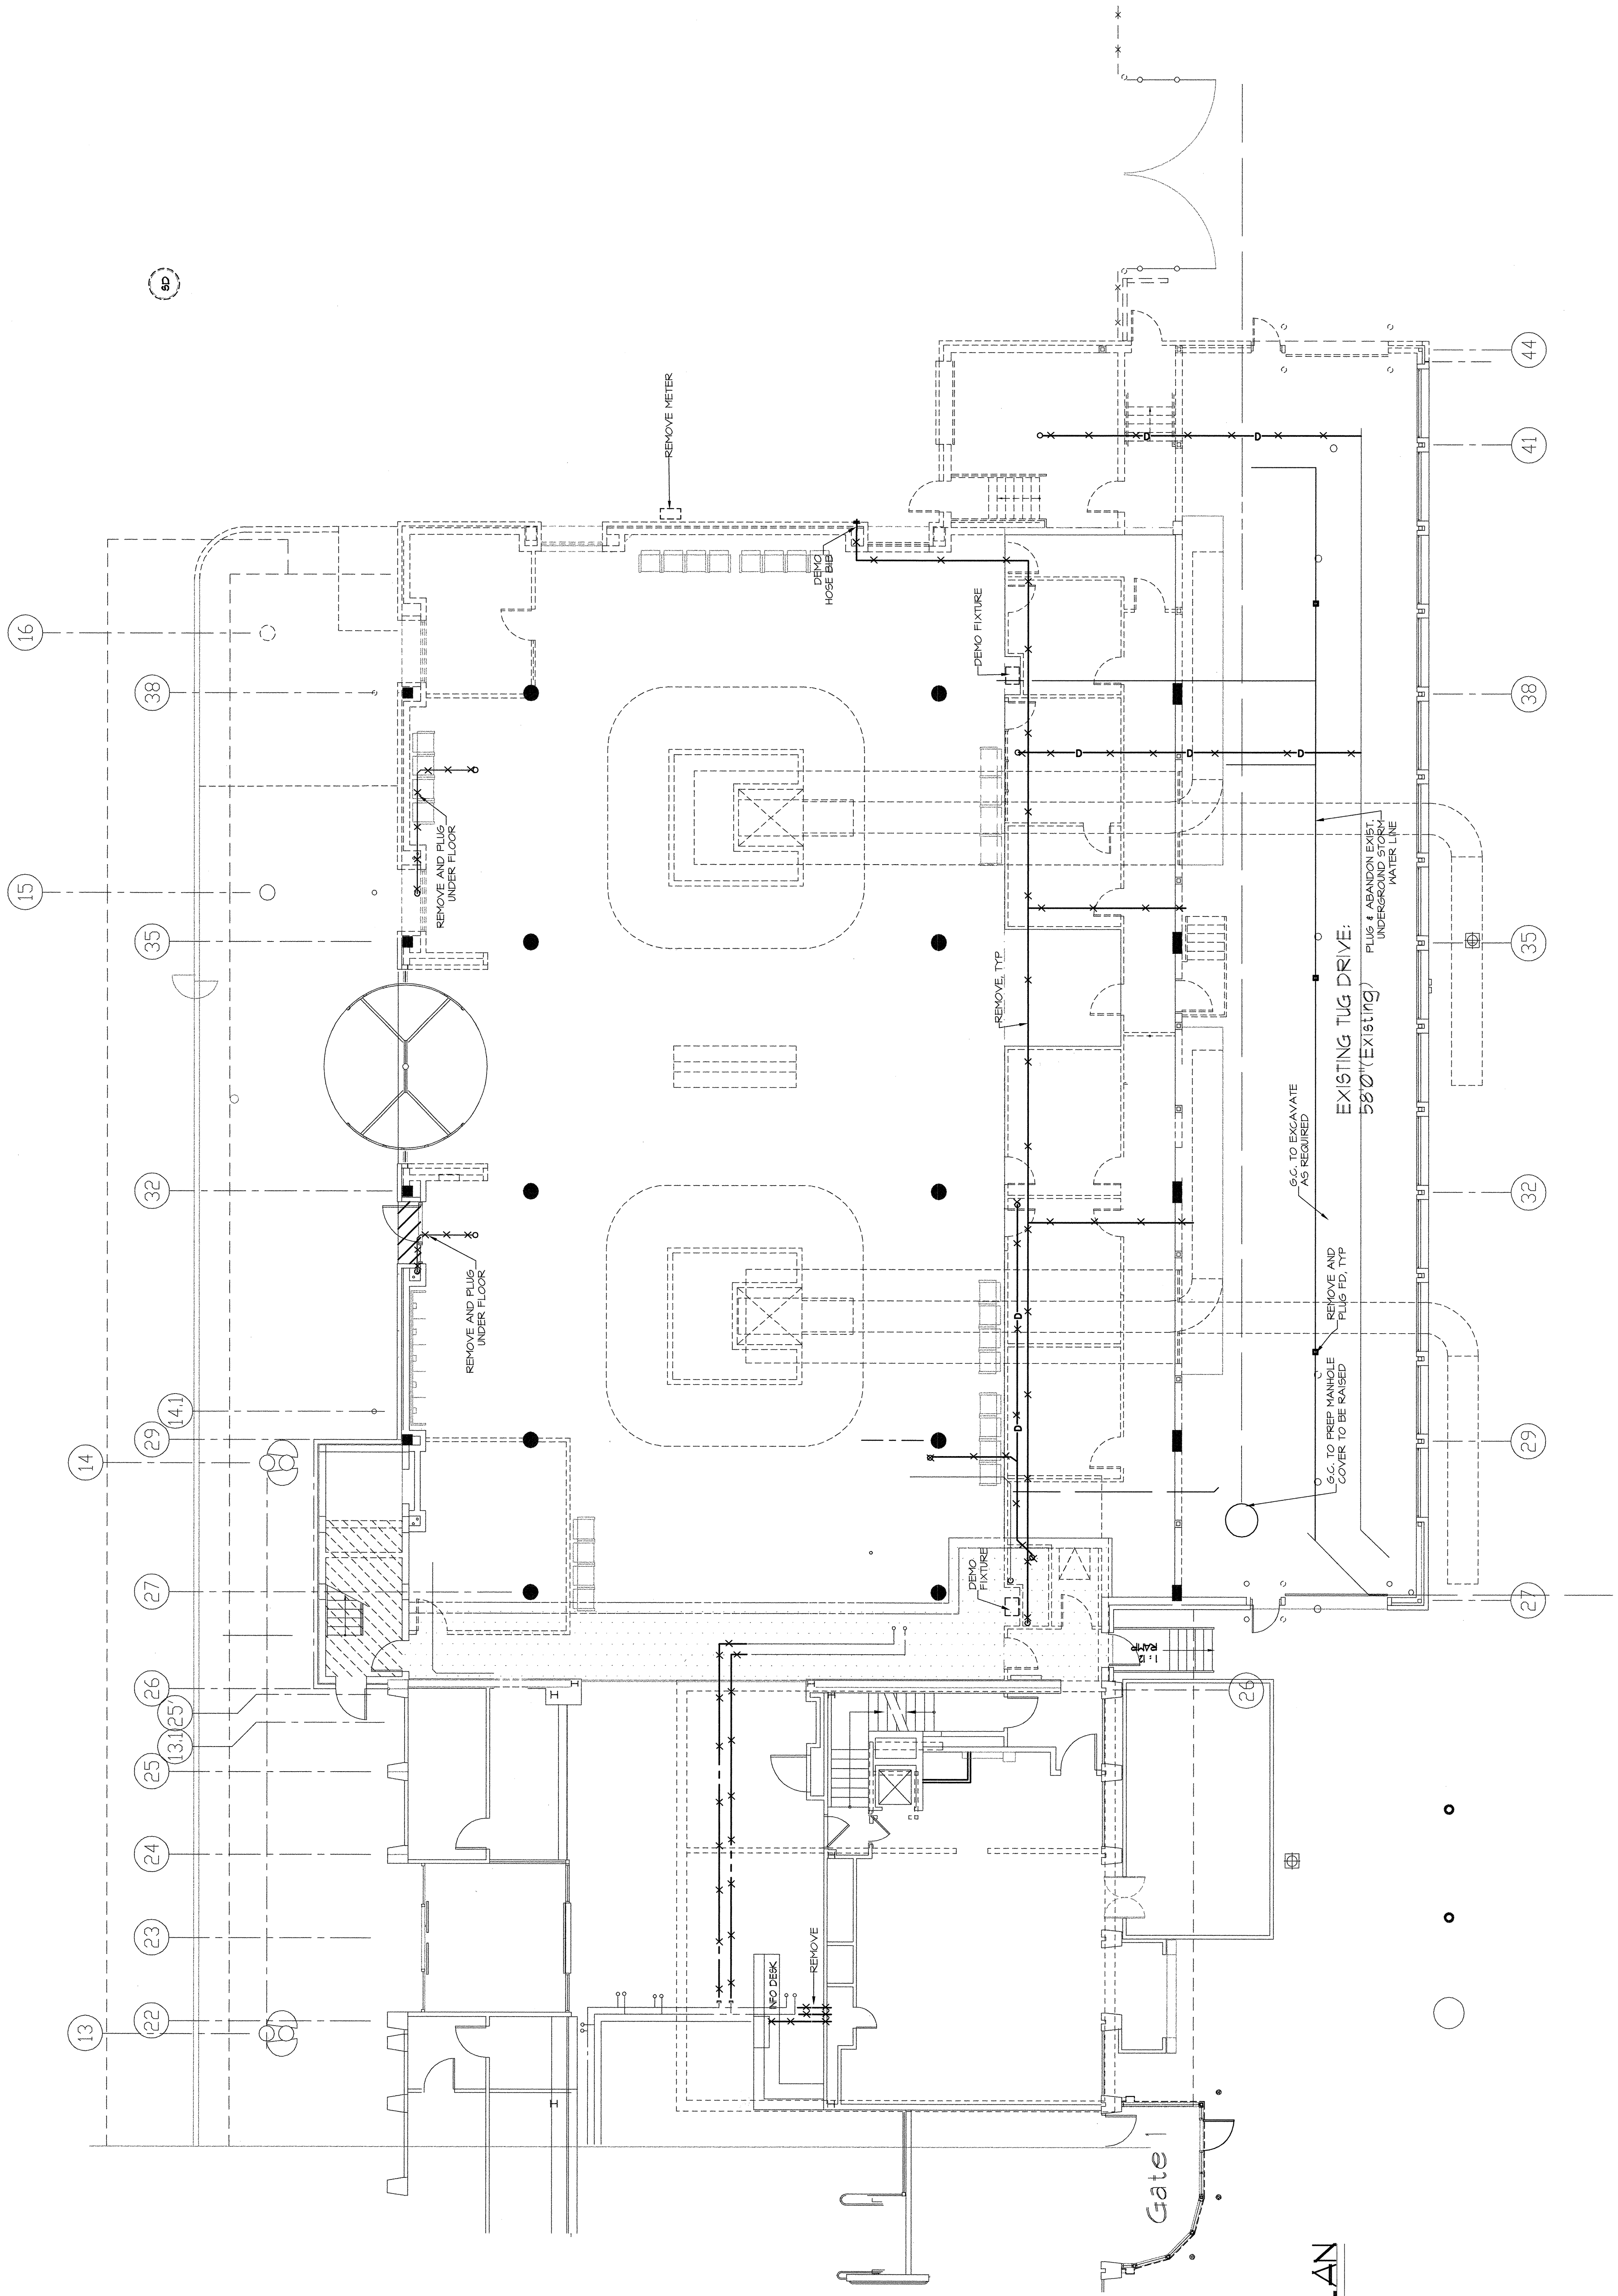 SD
16
38
15
35
32
14.1
29
14
27
26
25'
13.1
25
24
23
22
13
REMOVE METER
DEMO
HOSE BIB
DEMO FIXTURE
REMOVE AND PLUG
UNDER FLOOR
REMOVE, TYP
REMOVE AND PLUG
UNDER FLOOR
DEMO
FIXTURE
INFO DESK
REMOVE
D
D
D
D
D
D
D
EXISTING TUG DRIVE:
58'0" (Existing)
PLUG & ABANDON EXIST.
UNDERGROUND STORM
WATER LINE
G.C. TO EXCAVATE
AS REQUIRED
REMOVE AND
PLUG FD, TYP
G.C. TO PREP MANHOLE
COVER TO BE RAISED
44
41
38
35
32
29
27
26
Gate 1
H
H
H
H
H